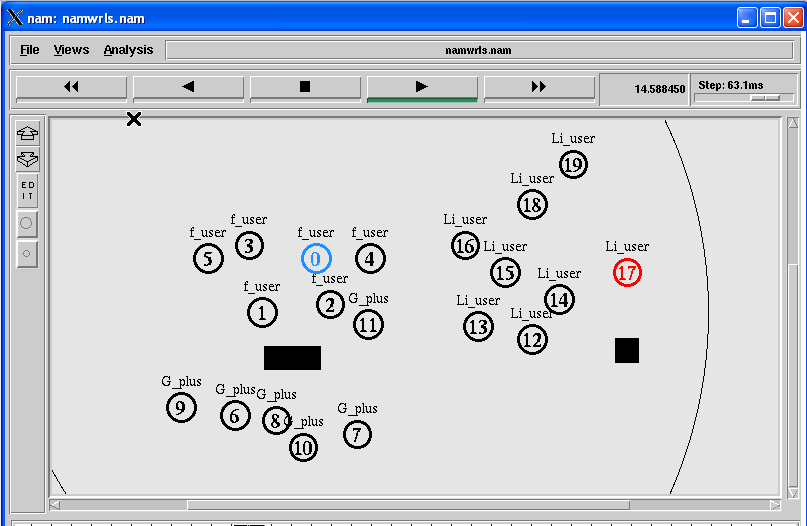 nam: namwrls.nam
File Views Analysis
namwrls.nam
14.588450
Step: 63.1ms
ED
IT
Li_user
19
Li_user
18
f_user
3
f_user
5
f_user
0
f_user
4
Li_user
16
Li_user
15
Li_user
17
f_user
1
f_user
2
G_plus
11
Li_user
14
Li_user
13
Li_user
12
G_plus
9
G_plus
6
G_plus
8
G_plus
10
G_plus
7